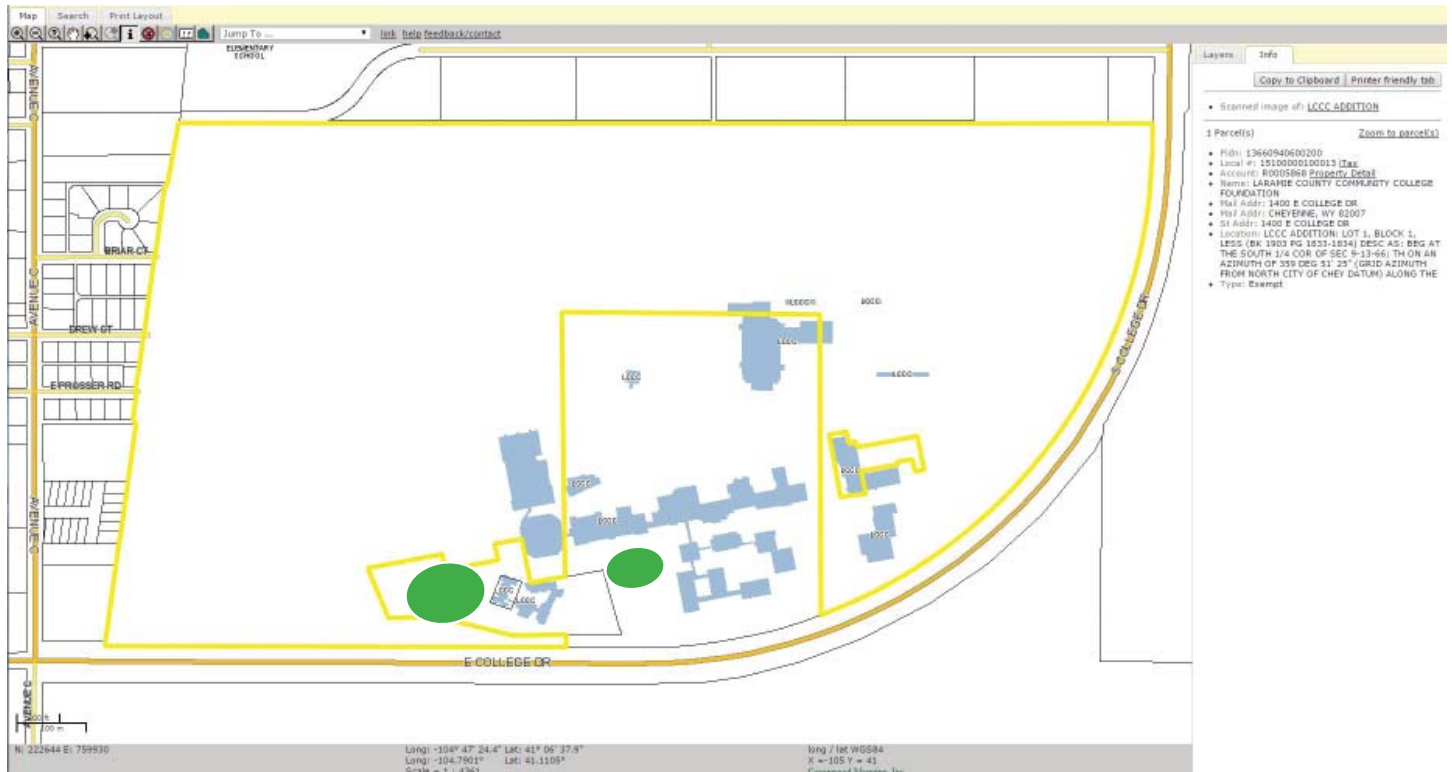 Map Search Print Layout
Jump To ... link help feedback/contact
ELEMENTARY
SCHOOL
AVENUE C
BRIAR CT
AVENUE C
DREW CT
E PROSSER RD
AVENUE C
LCCC
LCCC
LCCC
LCCC
LCCC
S COLLEGE DR
E COLLEGE DR
100 m
Layers Info
Copy to Clipboard Printer friendly tab
Scanned image of: LCCC ADDITION
1 Parcel(s) Zoom to parcel(s)
Pidn: 13660940600200
Local #: 15100000100013 iTax
Account: R0005868 Property Detail
Name: LARAMIE COUNTY COMMUNITY COLLEGE
FOUNDATION
Mail Addr: 1400 E COLLEGE DR
Mail Addr: CHEYENNE, WY 82007
St Addr: 1400 E COLLEGE DR
Location: LCCC ADDITION: LOT 1, BLOCK 1,
LESS (BK 1903 PG 1833-1834) DESC AS: BEG AT
THE SOUTH 1/4 COR OF SEC 9-13-66; TH ON AN
AZIMUTH OF 359 DEG 51' 25" (GRID AZIMUTH
FROM NORTH CITY OF CHEY DATUM) ALONG THE
Type: Exempt
N: 222644 E: 759930
Long: -104° 47' 24.4" Lat: 41° 06' 37.9"
Long: -104.7901° Lat: 41.1105°
Scale = 1 : 4361
long / lat WGS84
X =-105 Y = 41